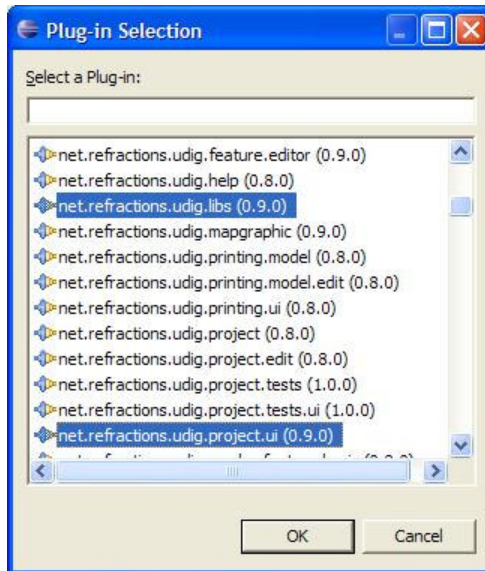 Plug-in Selection
Select a Plug-in:
net.refractions.udig.feature.editor (0.9.0)
net.refractions.udig.help (0.8.0)
net.refractions.udig.libs (0.9.0)
net.refractions.udig.mapgraphic (0.9.0)
net.refractions.udig.printing.model (0.8.0)
net.refractions.udig.printing.model.edit (0.8.0)
net.refractions.udig.printing.ui (0.8.0)
net.refractions.udig.project (0.8.0)
net.refractions.udig.project.edit (0.8.0)
net.refractions.udig.project.tests (1.0.0)
net.refractions.udig.project.tests.ui (1.0.0)
net.refractions.udig.project.ui (0.9.0)
OK Cancel